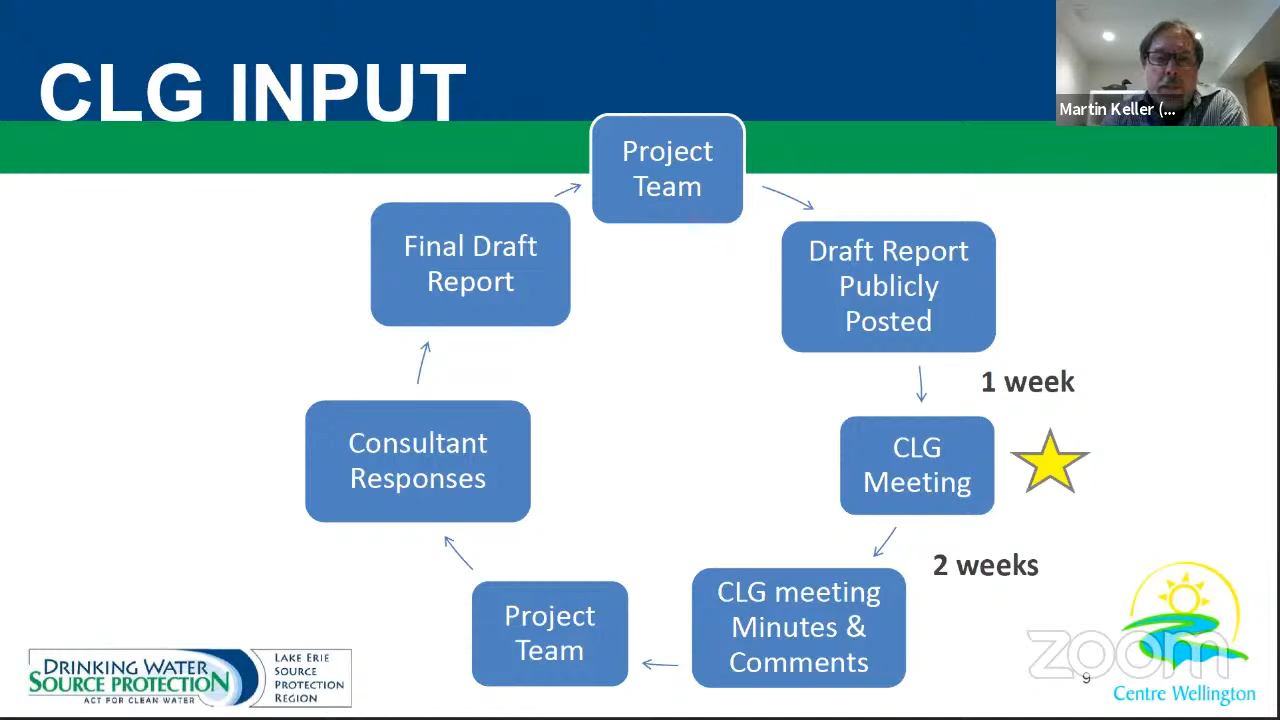 CLG INPUT
Martin Keller (...
Project
Team
Draft Report
Publicly
Posted
1 week
CLG
Meeting
2 weeks
CLG meeting
Minutes &
Comments
Project
Team
Consultant
Responses
Final Draft
Report
DRINKING WATER
SOURCE PROTECTION
ACT FOR CLEAN WATER
LAKE ERIE
SOURCE
PROTECTION
REGION
zoom
9
Centre Wellington